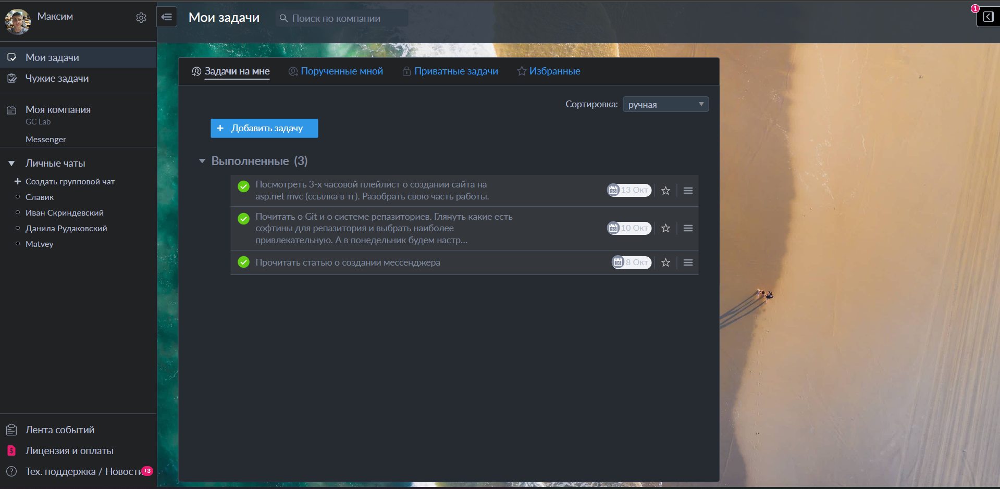 Максим
Мои задачи
Чужие задачи
Моя компания
GC Lab
Messenger
Личные чаты
Создать групповой чат
Славик
Иван Скриндевский
Данила Рудаковский
Matvey
Лента событий
Лицензия и оплаты
Тех. поддержка / Новости
+3
Мои задачи
Поиск по компании
1
Задачи на мне
Порученные мной
Приватные задачи
Избранные
Сортировка: ручная
+ Добавить задачу
Выполненные (3)
Посмотреть 3-х часовой плейлист о создании сайта на
asp.net mvc (ссылка в тг). Разобрать свою часть работы.
13 Окт
Почитать о Git и о системе репазиториев. Глянуть какие есть
софтины для репазитория и выбрать наиболее
привлекательную. А в понедельник будем настр...
10 Окт
Прочитать статью о создании мессенджера
8 Окт